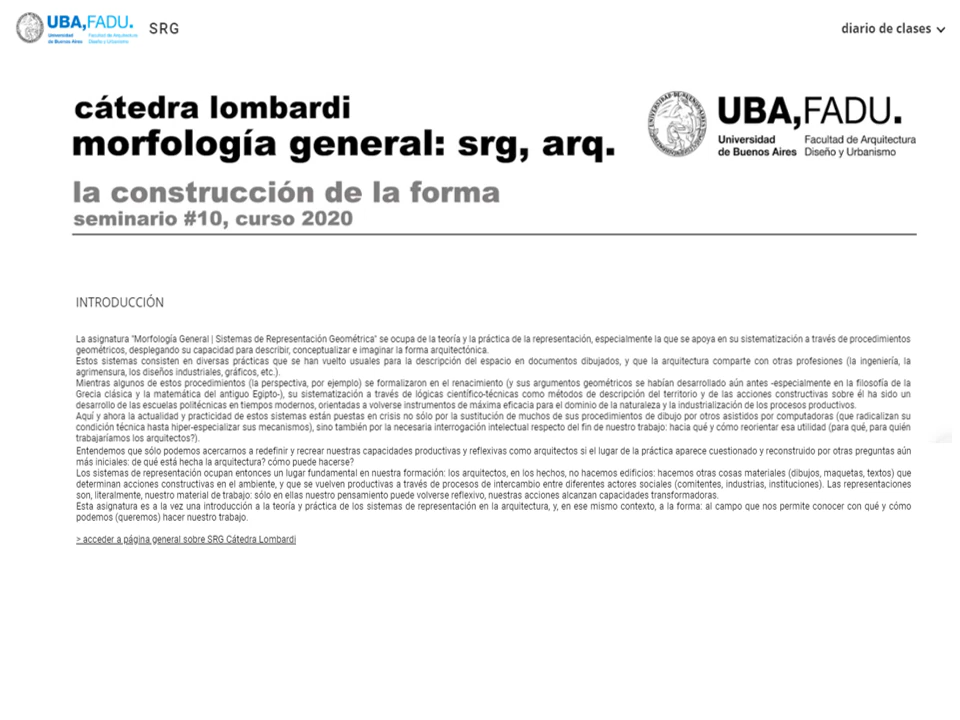 UBA,FADU. SRG diario de clases
Universidad de Buenos Aires Facultad de Arquitectura Diseño y Urbanismo
cátedra lombardi
morfología general: srg, arq.
UBA,FADU.
Universidad de Buenos Aires
Facultad de Arquitectura Diseño y Urbanismo
la construcción de la forma
seminario #10, curso 2020
INTRODUCCIÓN
La asignatura "Morfología General | Sistemas de Representación Geométrica" se ocupa de la teoría y la práctica de la representación, especialmente la que se apoya en su sistematización a través de procedimientos
geométricos, desplegando su capacidad para describir, conceptualizar e imaginar la forma arquitectónica.
Estos sistemas consisten en diversas prácticas que se han vuelto usuales para la descripción del espacio en documentos dibujados, y que la arquitectura comparte con otras profesiones (la ingeniería, la
agrimensura, los diseños industriales, gráficos, etc.).
Mientras algunos de estos procedimientos (la perspectiva, por ejemplo) se formalizaron en el renacimiento (y sus argumentos geométricos se habían desarrollado aún antes -especialmente en la filosofía de la
Grecia clásica y la matemática del antiguo Egipto-), su sistematización a través de lógicas científico-técnicas como métodos de descripción del territorio y de las acciones constructivas sobre él ha sido un
desarrollo de las escuelas politécnicas en tiempos modernos, orientadas a volverse instrumentos de máxima eficacia para el dominio de la naturaleza y la industrialización de los procesos productivos.
Aquí y ahora la actualidad y practicidad de estos sistemas están puestas en crisis no sólo por la sustitución de muchos de sus procedimientos de dibujo por otros asistidos por computadoras (que radicalizan su
condición técnica hasta hiper-especializar sus mecanismos), sino también por la necesaria interrogación intelectual respecto del fin de nuestro trabajo: hacia qué y cómo reorientar esa utilidad (para qué, para quién
trabajaríamos los arquitectos?).
Entendemos que sólo podemos acercarnos a redefinir y recrear nuestras capacidades productivas y reflexivas como arquitectos si el lugar de la práctica aparece cuestionado y reconstruido por otras preguntas aún
más iniciales: de qué está hecha la arquitectura? cómo puede hacerse?
Los sistemas de representación ocupan entonces un lugar fundamental en nuestra formación: los arquitectos, en los hechos, no hacemos edificios: hacemos otras cosas materiales (dibujos, maquetas, textos) que
determinan acciones constructivas en el ambiente, y que se vuelven productivas a través de procesos de intercambio entre diferentes actores sociales (comitentes, industrias, instituciones). Las representaciones
son, literalmente, nuestro material de trabajo: sólo en ellas nuestro pensamiento puede volverse reflexivo, nuestras acciones alcanzan capacidades transformadoras.
Esta asignatura es a la vez una introducción a la teoría y práctica de los sistemas de representación en la arquitectura, y, en ese mismo contexto, a la forma: al campo que nos permite conocer con qué y cómo
podemos (queremos) hacer nuestro trabajo.
> acceder a página general sobre SRG Cátedra Lombardi